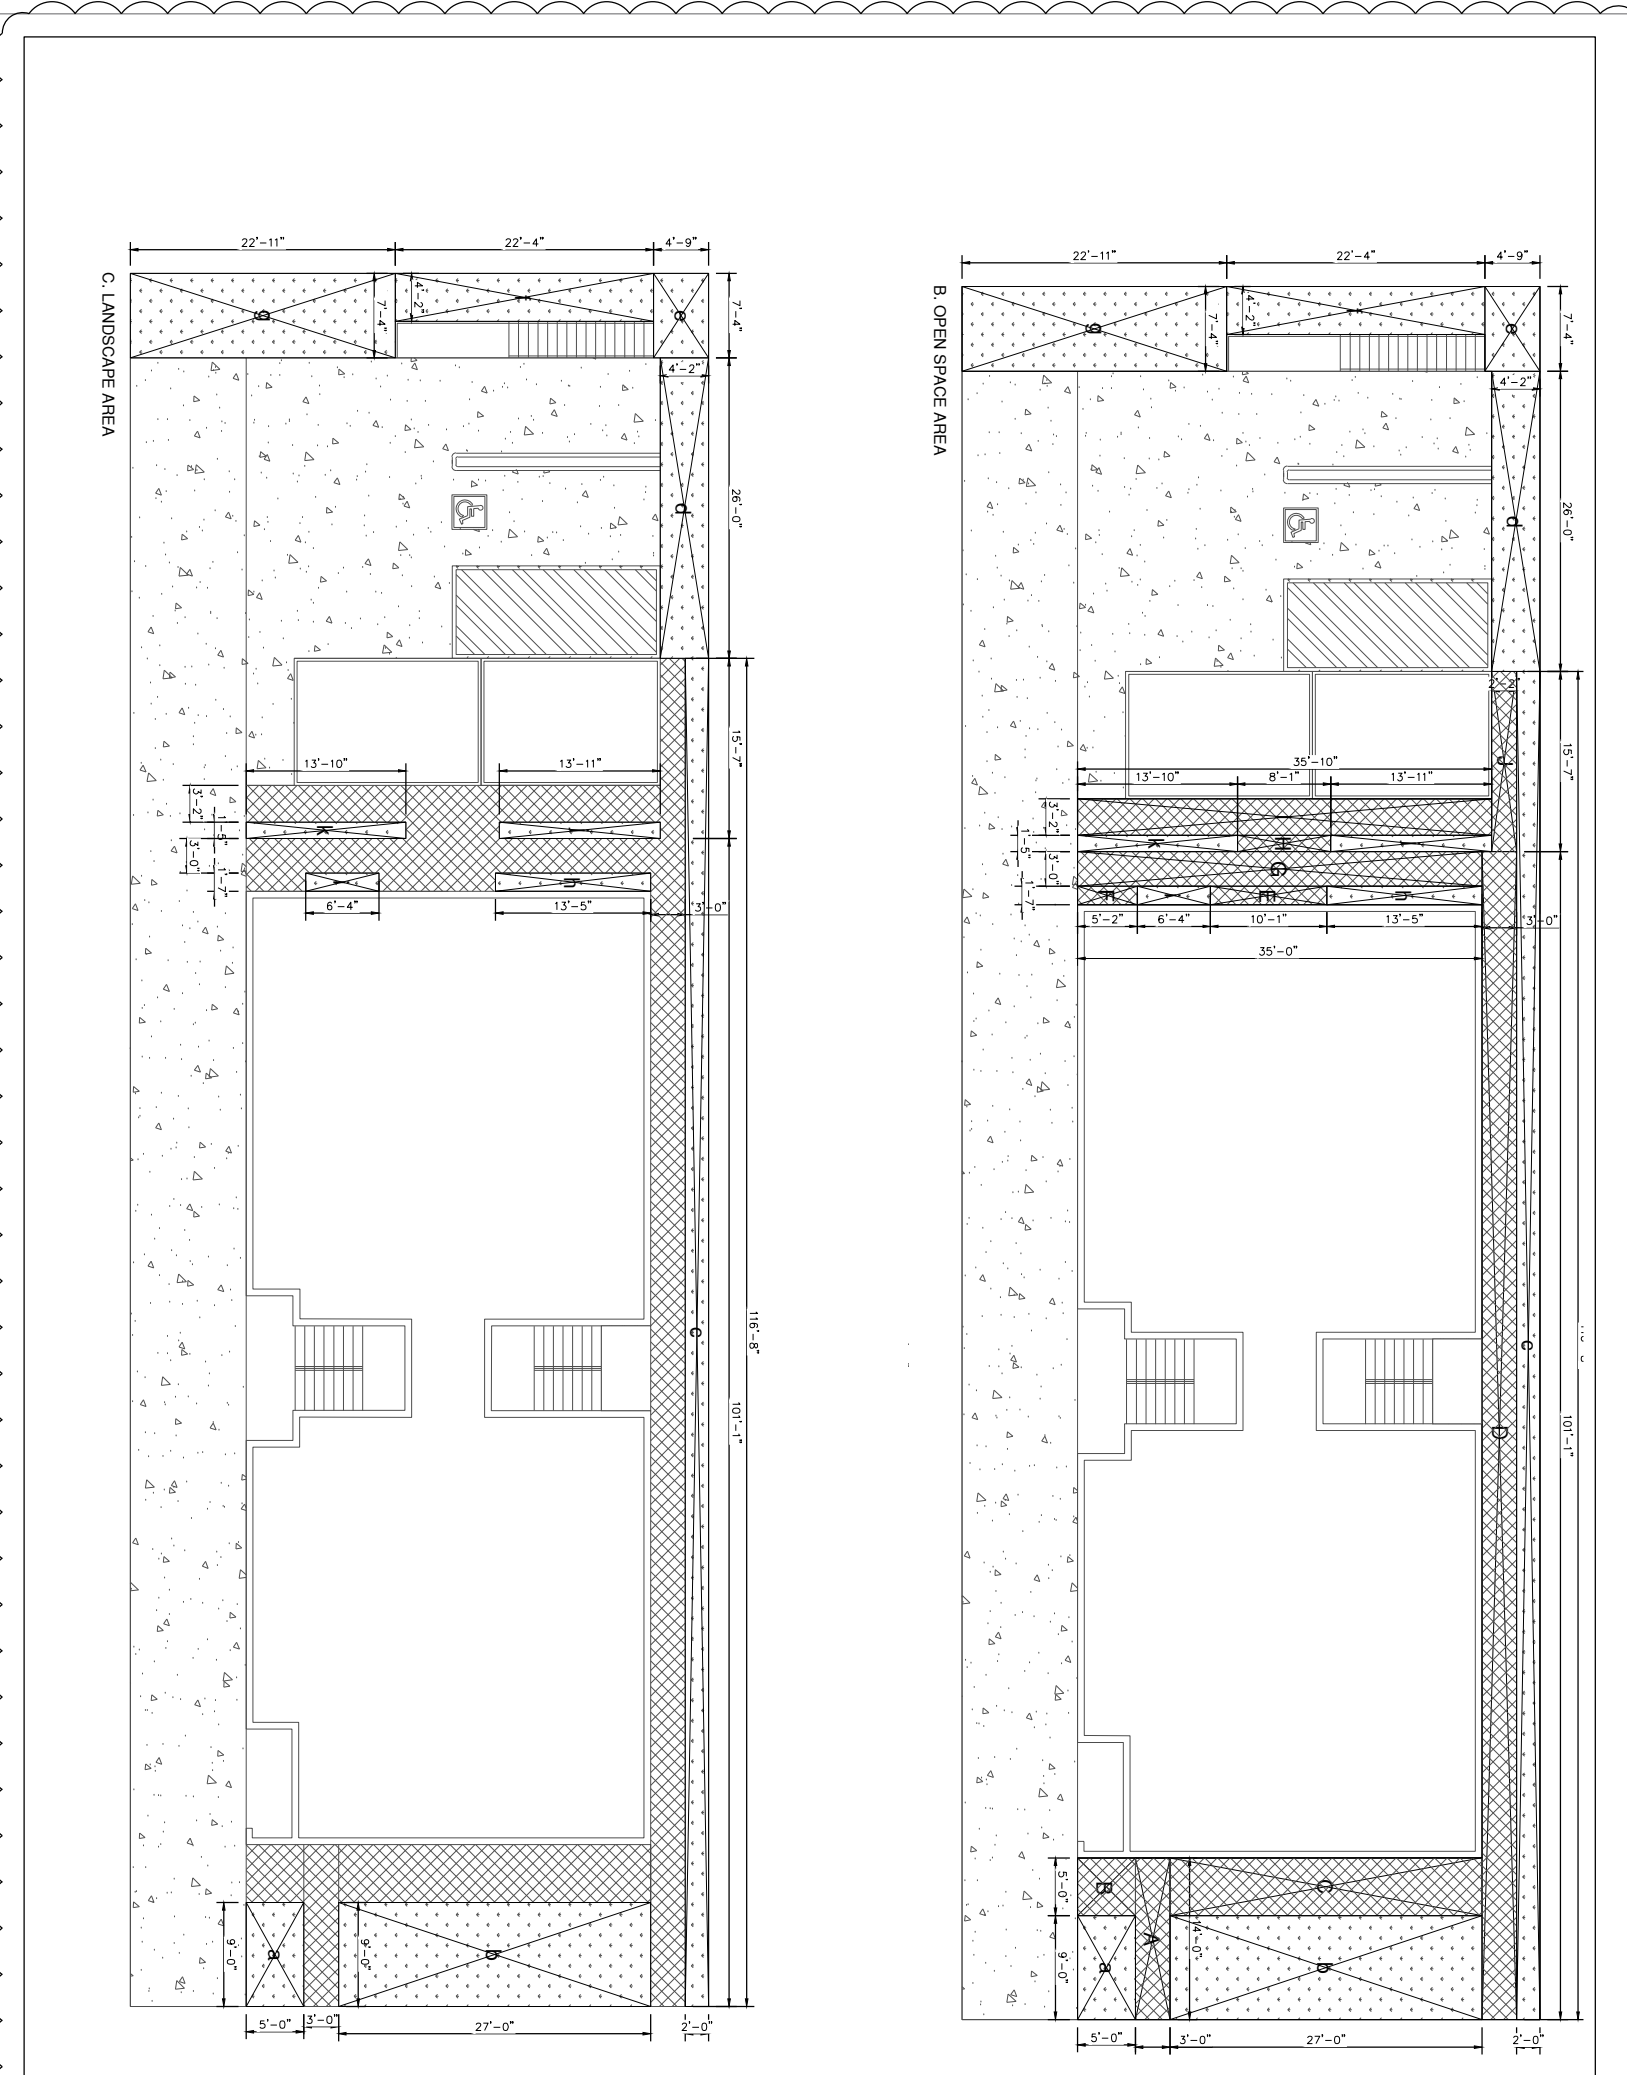 C. LANDSCAPE AREA
22'-11"
22'-4"
4'-9"
7'-4"
7'-4"
4'-2"
g
f
e
4'-2"
d
26'-0"
15'-7"
13'-10"
13'-11"
3'-2"
1'-5"
3'-0"
1'-7"
k
j
i
h
6'-4"
13'-5"
3'-0"
c
116'-8"
101'-1"
9'-0"
a
9'-0"
b
5'-0"
3'-0"
27'-0"
2'-0"
B. OPEN SPACE AREA
22'-11"
22'-4"
4'-9"
7'-4"
7'-4"
4'-2"
g
f
e
4'-2"
d
26'-0"
2'-2"
J
15'-7"
35'-10"
13'-10"
8'-1"
13'-11"
3'-2"
1'-5"
3'-0"
1'-7"
I
k
H
j
G
F
i
E
h
5'-2"
6'-4"
10'-1"
13'-5"
3'-0"
35'-0"
c
D
101'-1"
5'-0"
9'-0"
B
C
A
14'-0"
a
b
5'-0"
3'-0"
27'-0"
2'-0"